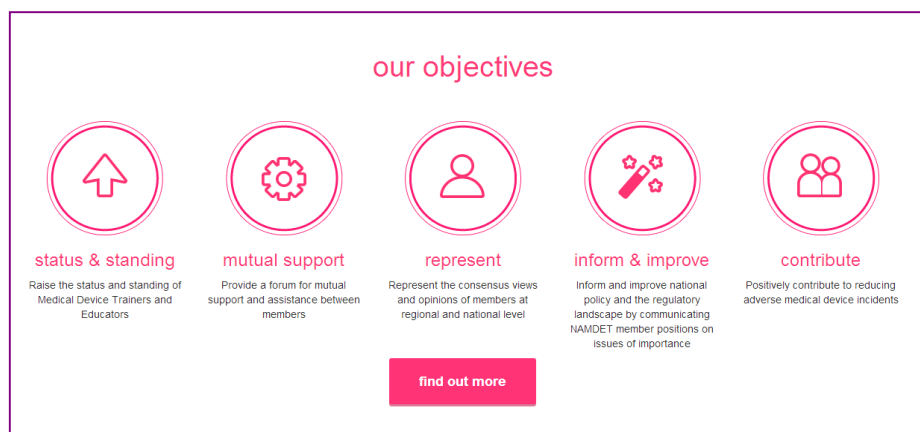 our objectives
status & standing
Raise the status and standing of
Medical Device Trainers and
Educators
mutual support
Provide a forum for mutual
support and assistance between
members
represent
Represent the consensus views
and opinions of members at
regional and national level
inform & improve
Inform and improve national
policy and the regulatory
landscape by communicating
NAMDET member positions on
issues of importance
contribute
Positively contribute to reducing
adverse medical device incidents
find out more